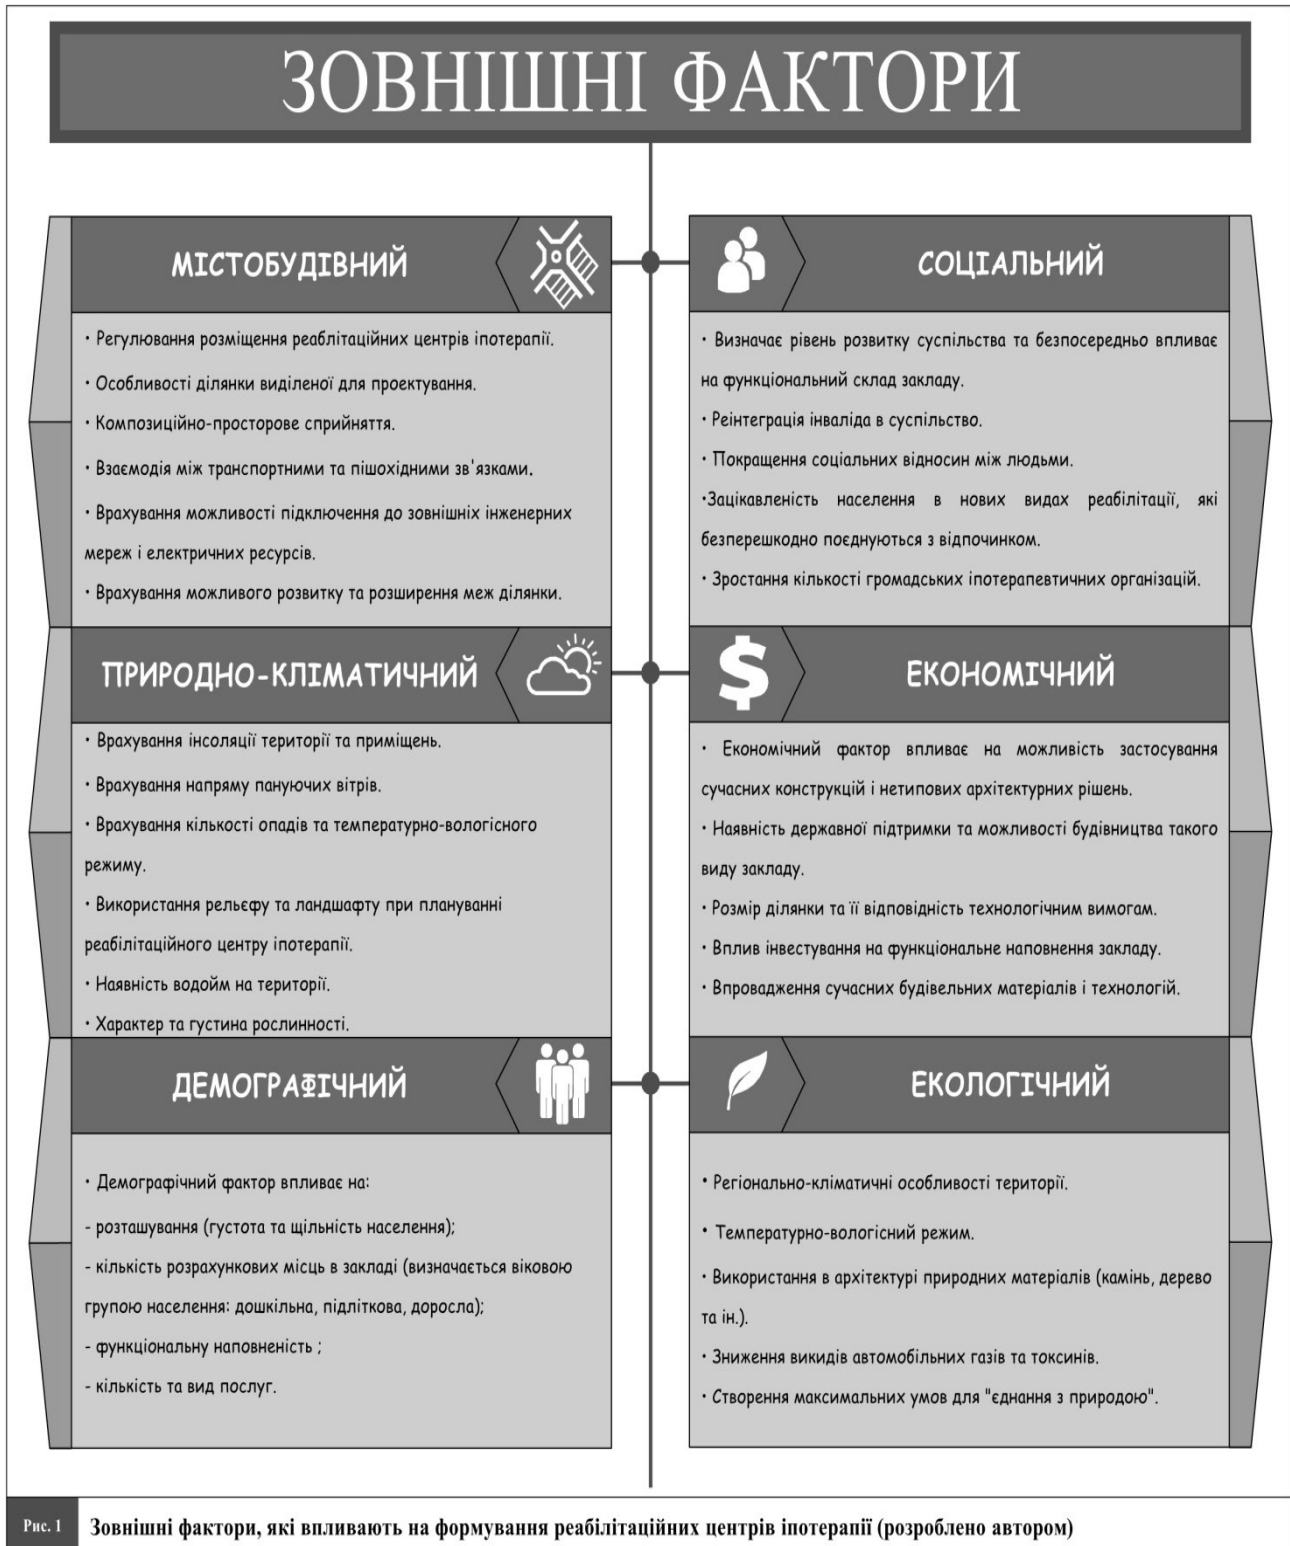 ЗОВНІШНІ ФАКТОРИ
МІСТОБУДІВНИЙ
• Регулювання розміщення реаблітаційних центрів іпотерапії.
• Особливості ділянки виділеної для проектування.
• Композиційно-просторове сприйняття.
• Взаємодія між транспортними та пішохідними зв'язками.
• Врахування можливості підключення до зовнішніх інженерних
мереж і електричних ресурсів.
• Врахування можливого розвитку та розширення меж ділянки.
СОЦІАЛЬНИЙ
• Визначає рівень розвитку суспільства та безпосередньо впливає
на функціональний склад закладу.
• Реінтеграція інваліда в суспільство.
• Покращення соціальних відносин між людьми.
•Зацікавленість населення в нових видах реабілітації, які
безперешкодно поєднуються з відпочинком.
• Зростання кількості громадських іпотерапевтичних організацій.
ПРИРОДНО-КЛІМАТИЧНИЙ
• Врахування інсоляції території та приміщень.
• Врахування напряму пануючих вітрів.
• Врахування кількості опадів та температурно-вологісного
режиму.
• Використання рельєфу та ландшафту при плануванні
реабілітаційного центру іпотерапії.
• Наявність водойм на території.
• Характер та густина рослинності.
ЕКОНОМІЧНИЙ
• Економічний фактор впливає на можливість застосування
сучасних конструкцій і нетипових архітектурних рішень.
• Наявність державної підтримки та можливості будівництва такого
виду закладу.
• Розмір ділянки та її відповідність технологічним вимогам.
• Вплив інвестування на функціональне наповнення закладу.
• Впровадження сучасних будівельних матеріалів і технологій.
ДЕМОГРАФІЧНИЙ
• Демографічний фактор впливає на:
- розташування (густота та щільність населення);
- кількість розрахункових місць в закладі (визначається віковою
групою населення: дошкільна, підліткова, доросла);
- функціональну наповненість ;
- кількість та вид послуг.
ЕКОЛОГІЧНИЙ
• Регіонально-кліматичні особливості території.
• Температурно-вологісний режим.
• Використання в архітектурі природних матеріалів (камінь, дерево
та ін.).
• Зниження викидів автомобільних газів та токсинів.
• Створення максимальних умов для "єднання з природою".
Рис. 1 Зовнішні фактори, які впливають на формування реабілітаційних центрів іпотерапії (розроблено автором)